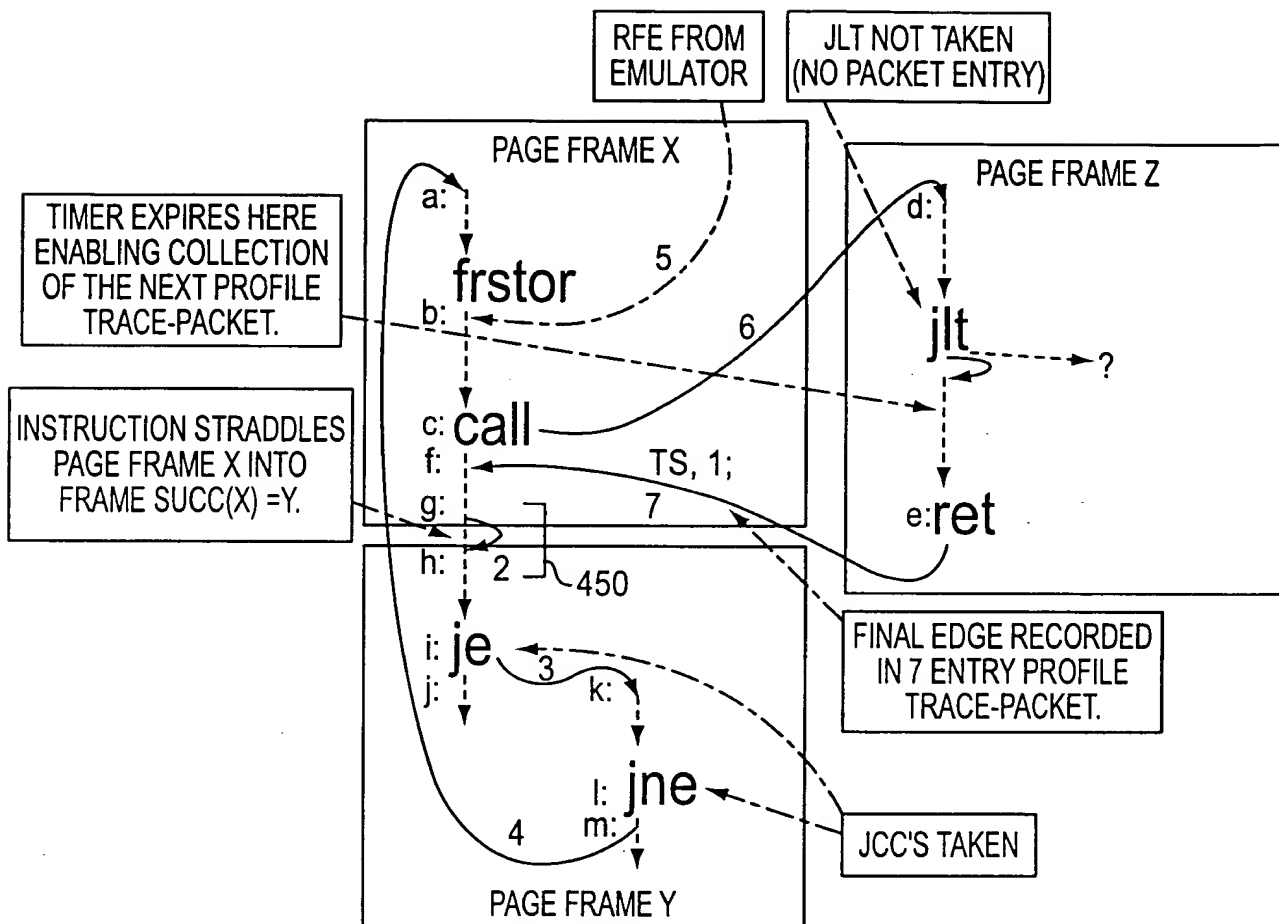 RFE FROM
EMULATOR
JLT NOT TAKEN
(NO PACKET ENTRY)
PAGE FRAME X
PAGE FRAME Z
TIMER EXPIRES HERE
ENABLING COLLECTION
OF THE NEXT PROFILE
TRACE-PACKET.
a:
frstor
5
b:
6
c: call
f:
TS, 1;
7
g:
h:
2
450
d:
jlt
?
e: ret
INSTRUCTION STRADDLES
PAGE FRAME X INTO
FRAME SUCC(X) =Y.
i: je
3
j:
k:
l: jne
m:
4
PAGE FRAME Y
FINAL EDGE RECORDED
IN 7 ENTRY PROFILE
TRACE-PACKET.
JCC'S TAKEN